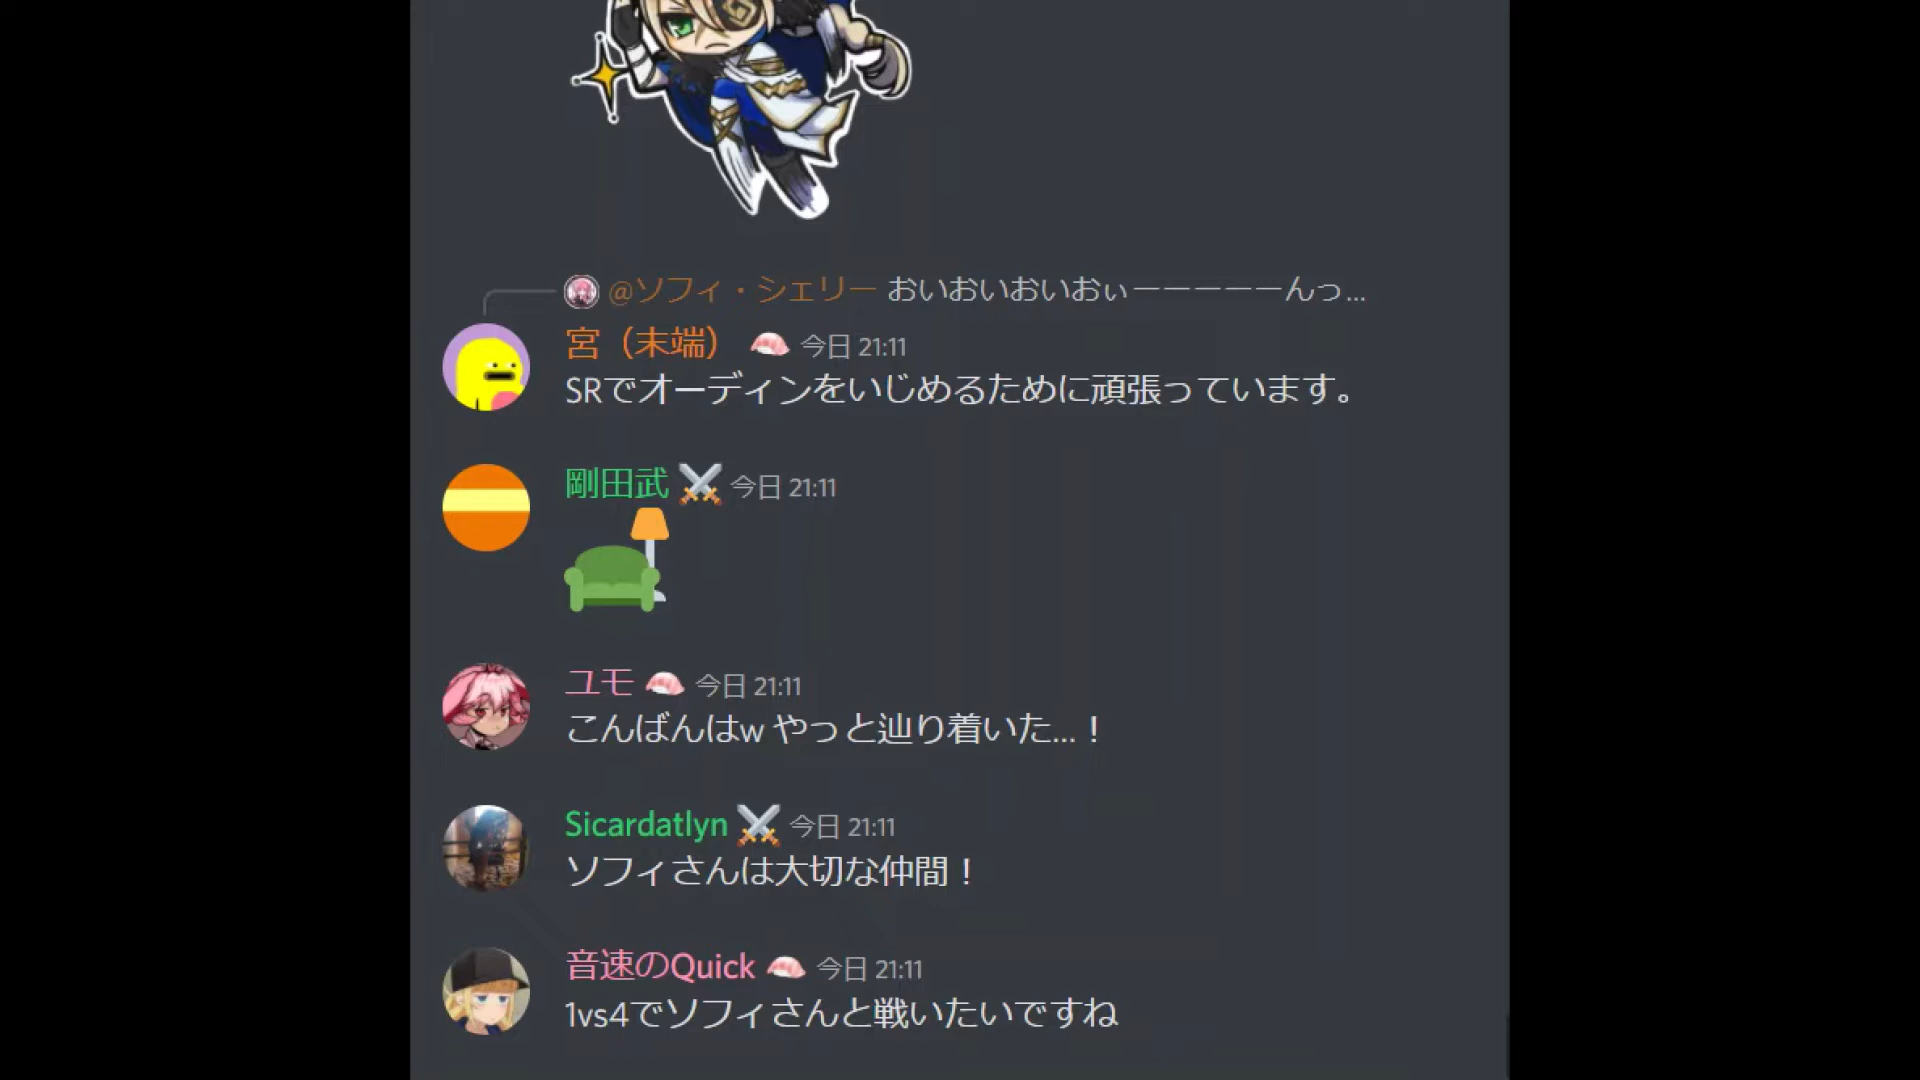 @ソフィ・シェリー おいおいおいおぃーーーーーんっ...
宮（末端） 今日 21:11
SRでオーディンをいじめるために頑張っています。
剛田武 今日 21:11
ユモ 今日 21:11
こんばんはw やっと辿り着いた...！
Sicardatlyn 今日 21:11
ソフィさんは大切な仲間！
音速のQuick 今日 21:11
1vs4でソフィさんと戦いたいですね